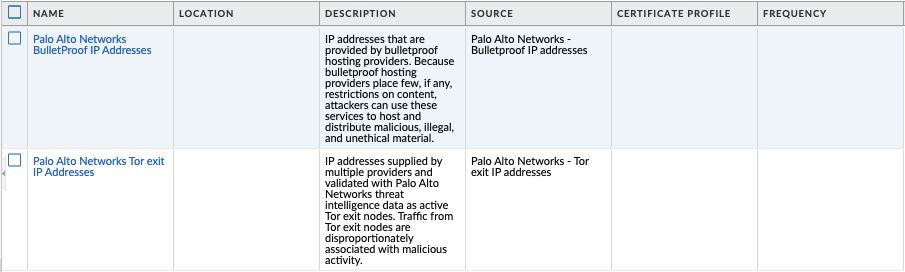 NAME LOCATION DESCRIPTION SOURCE CERTIFICATE PROFILE FREQUENCY
Palo Alto Networks
BulletProof IP Addresses
IP addresses that are
provided by bulletproof
hosting providers. Because
bulletproof hosting
providers place few, if any,
restrictions on content,
attackers can use these
services to host and
distribute malicious, illegal,
and unethical material.
Palo Alto Networks -
Bulletproof IP addresses
Palo Alto Networks Tor exit
IP Addresses
IP addresses supplied by
multiple providers and
validated with Palo Alto
Networks threat
intelligence data as active
Tor exit nodes. Traffic from
Tor exit nodes are
disproportionately
associated with malicious
activity.
Palo Alto Networks - Tor
exit IP addresses